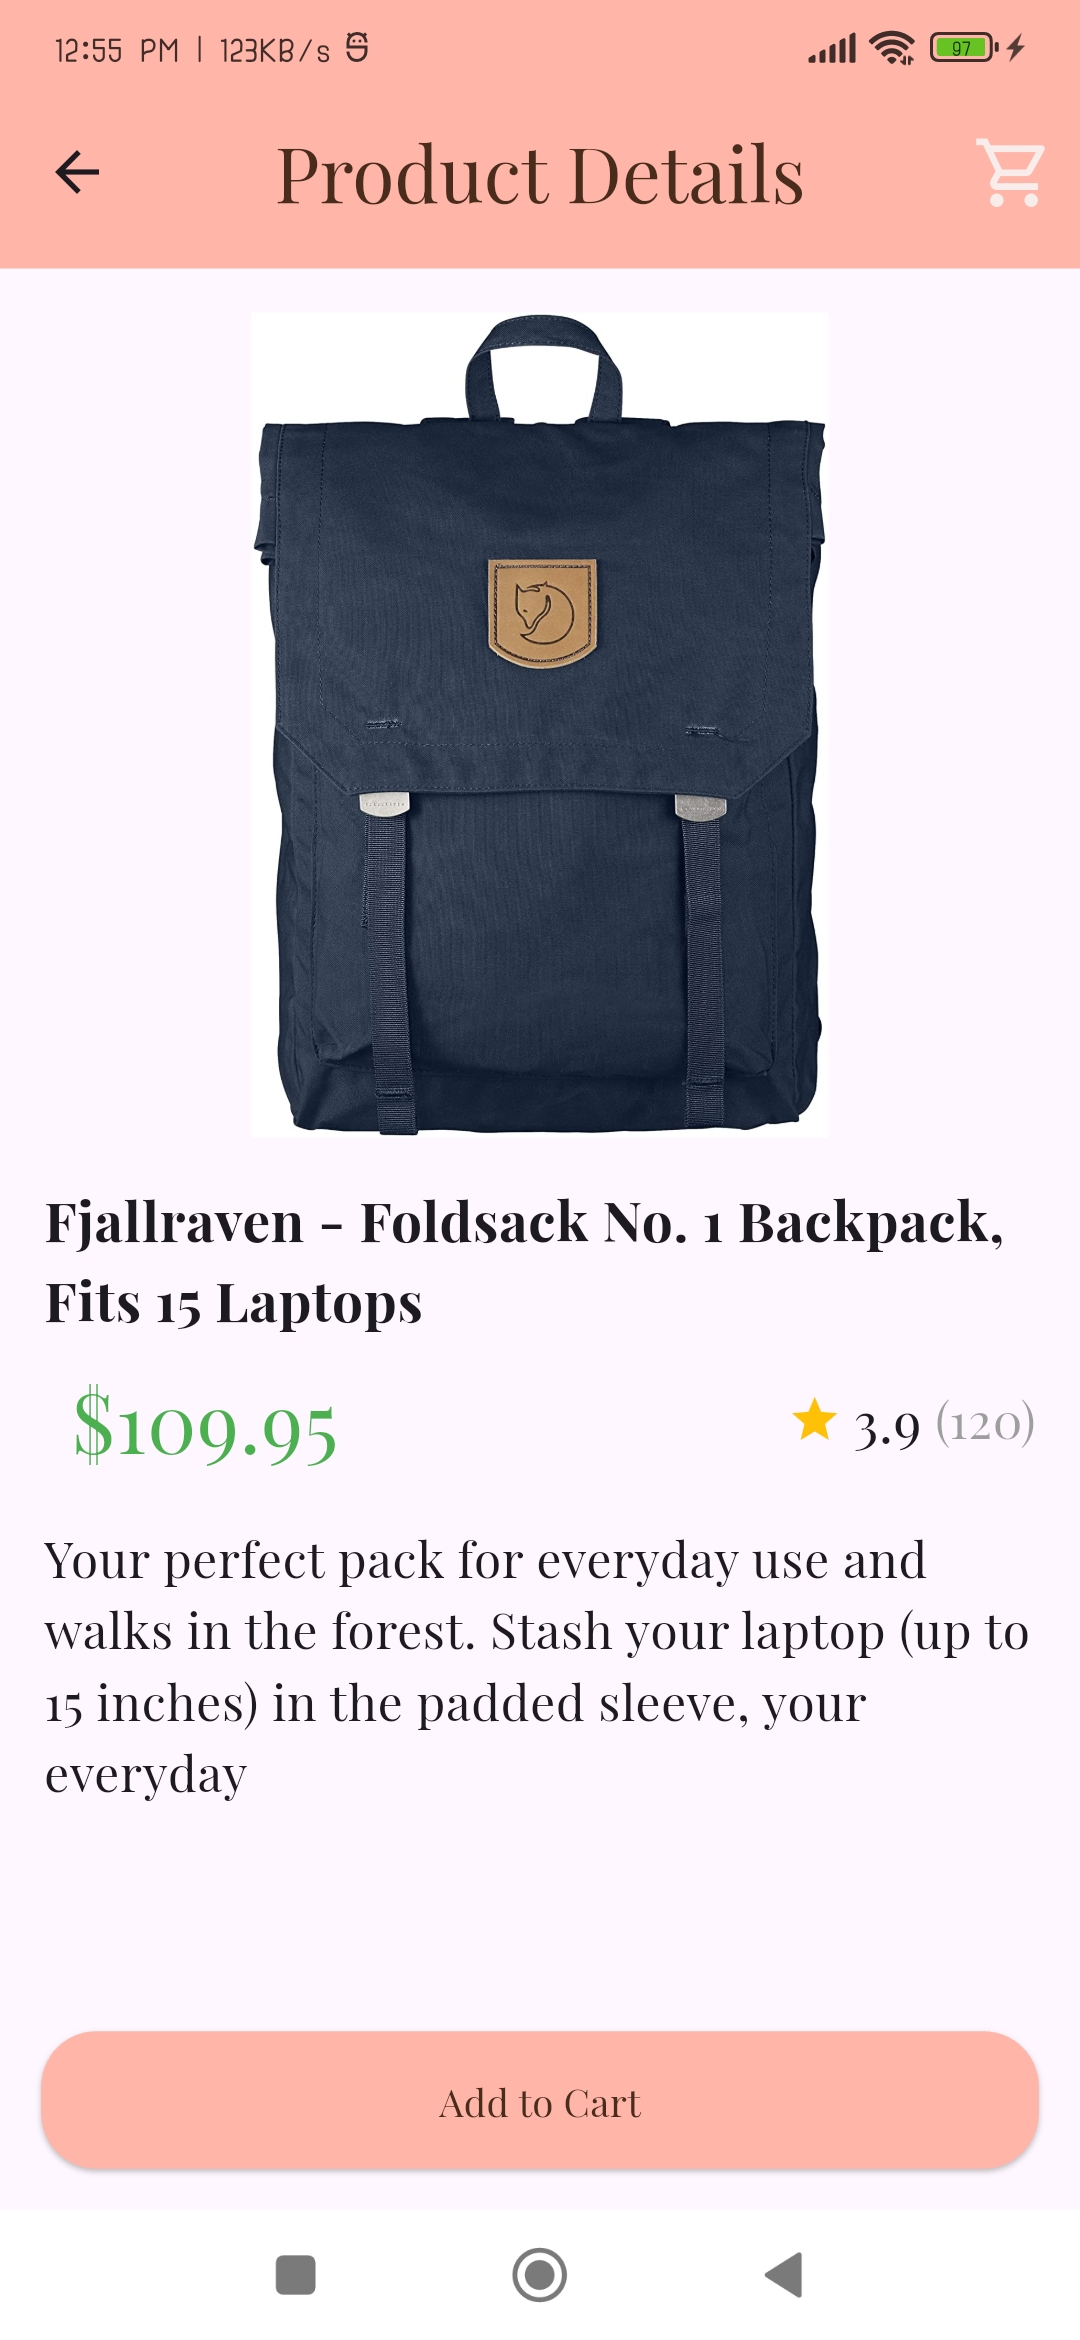 12:55 PM | 123KB/s
97
Product Details
Fjallraven - Foldsack No. 1 Backpack,
Fits 15 Laptops
$109.95
3.9 (120)
Your perfect pack for everyday use and
walks in the forest. Stash your laptop (up to
15 inches) in the padded sleeve, your
everyday
Add to Cart